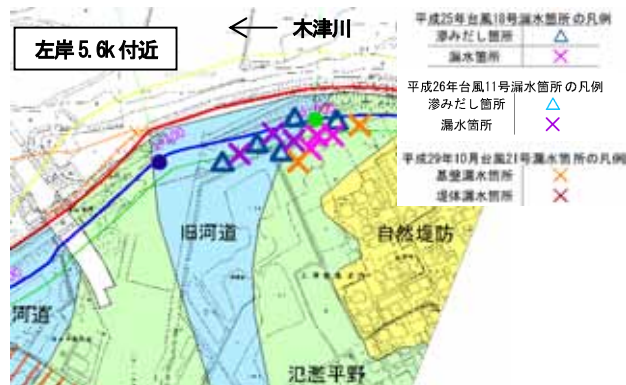 左岸 5.6k 付近
木津川
平成25年台風18号漏水箇所の凡例
滲みだし箇所
漏水箇所
平成26年台風11号漏水箇所の凡例
滲みだし箇所
漏水箇所
平成29年10月台風21号漏水箇所の凡例
基盤漏水箇所
堤体漏水箇所
旧河道
自然堤防
河道
氾濫平野